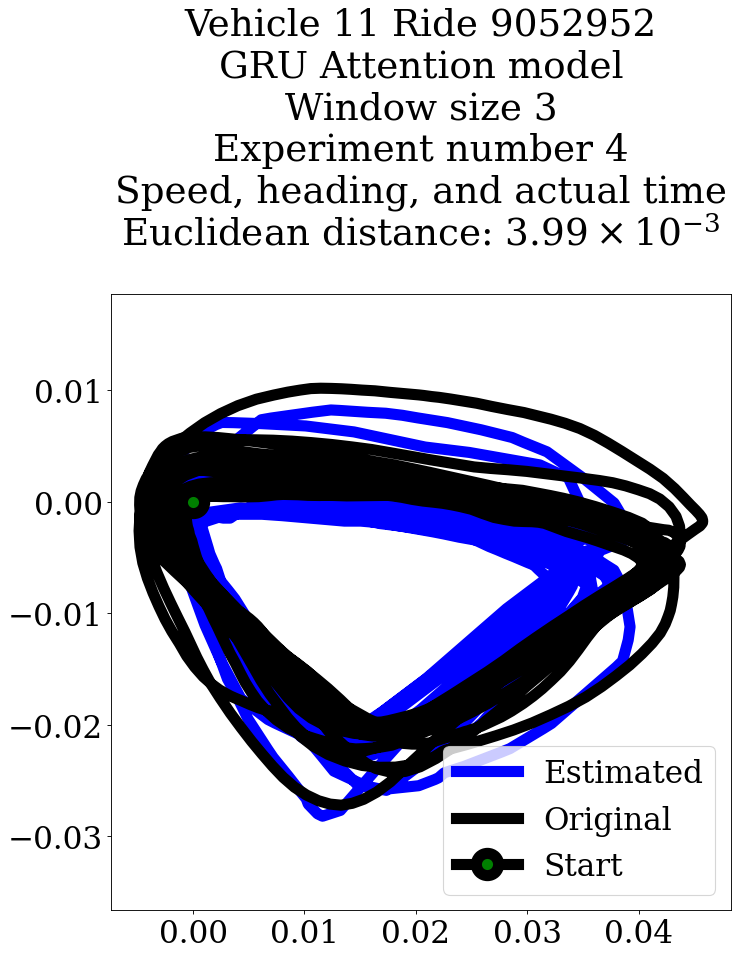 Vehicle 11 Ride 9052952
GRU Attention model
Window size 3
Experiment number 4
Speed, heading, and actual time
Euclidean distance: 3.99 × 10⁻³
0.01
0.00
−0.01
−0.02
−0.03
Estimated
Original
Start
0.00 0.01 0.02 0.03 0.04